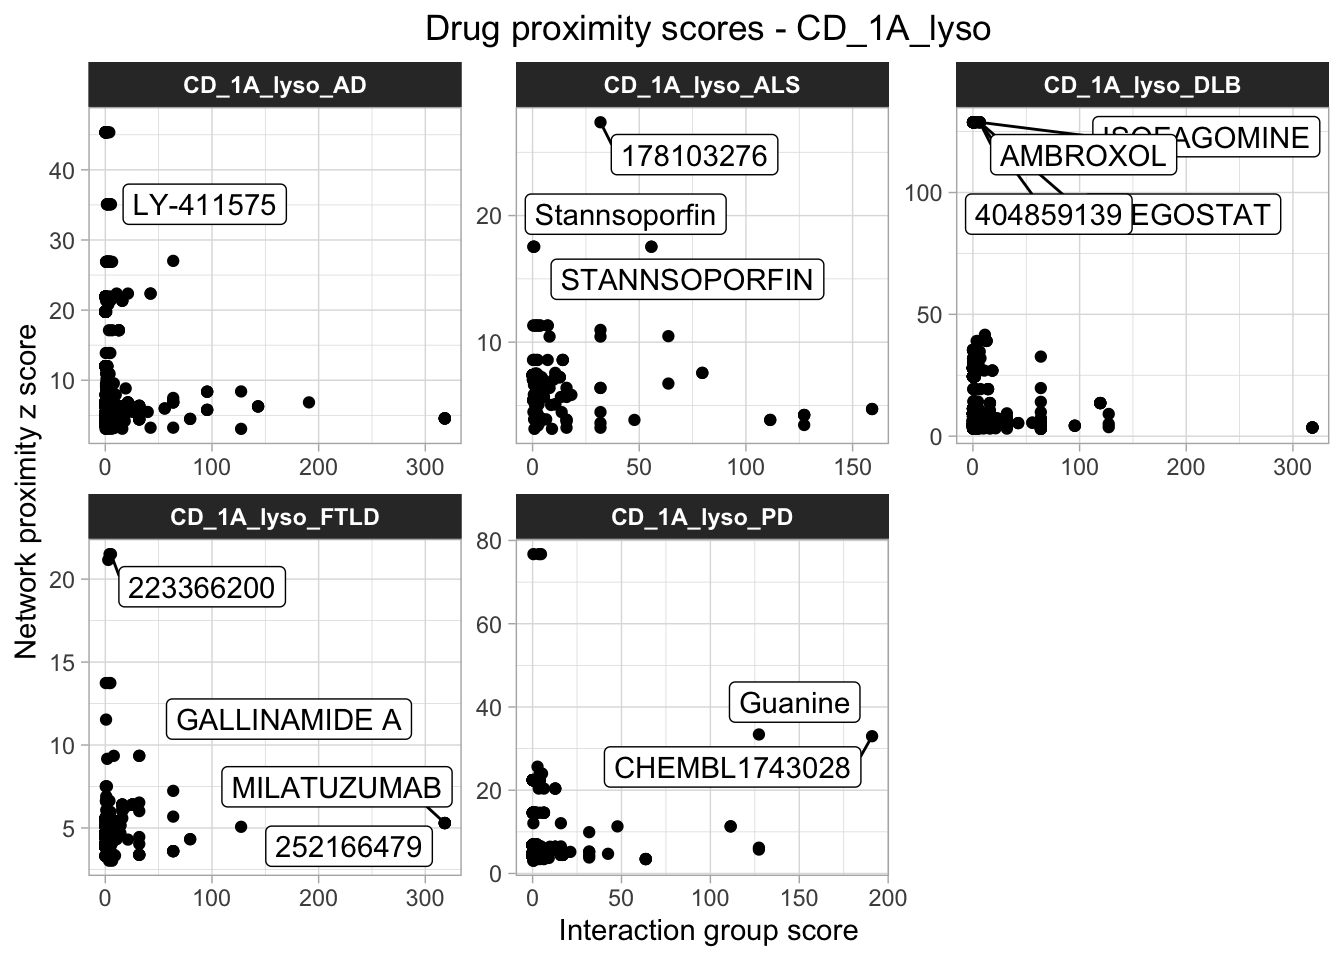 Drug proximity scores - CD_1A_lyso
CD_1A_lyso_AD
CD_1A_lyso_ALS
CD_1A_lyso_DLB
LY-411575
178103276
Stannsoporfin
STANNSOPORFIN
AGOMINE
AMBROXOL
404859139
EGOSTAT
40
30
20
10
0
100
200
300
20
10
0
50
100
150
100
50
0
0
100
200
300
CD_1A_lyso_FTLD
CD_1A_lyso_PD
223366200
GALLINAMIDE A
MILATUZUMAB
252166479
Guanine
CHEMBL1743028
20
15
10
5
0
100
200
300
80
60
40
20
0
0
50
100
150
200
Network proximity z score
Interaction group score